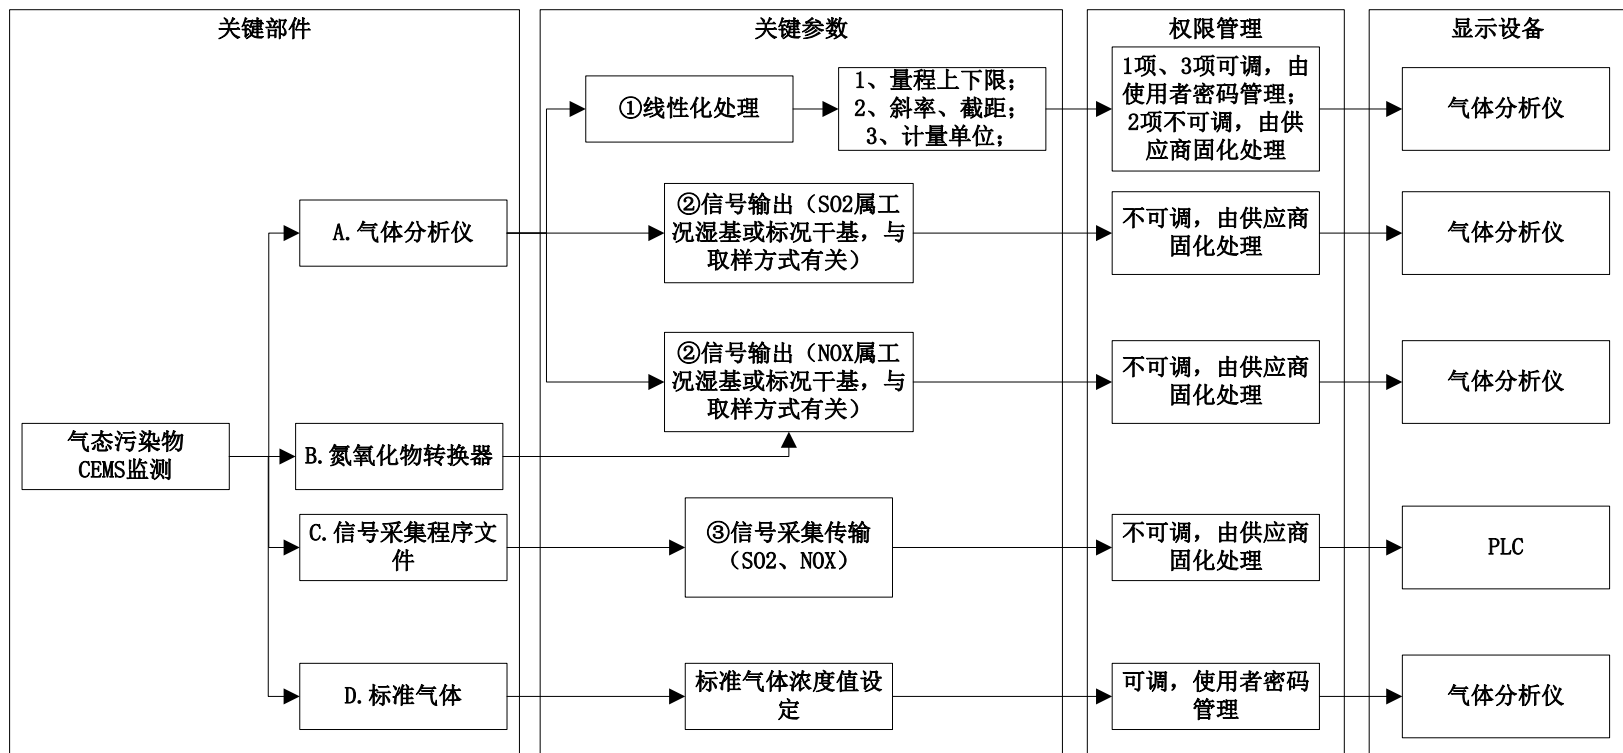 关键部件
关键参数
权限管理
显示设备
①线性化处理
1、量程上下限；
2、斜率、截距；
3、计量单位；
1项、3项可调，由
使用者密码管理；
2项不可调，由供
应商固化处理
气体分析仪
A.气体分析仪
②信号输出（SO2属工
况湿基或标况干基，与
取样方式有关）
不可调，由供应商
固化处理
气体分析仪
②信号输出（NOX属工
况湿基或标况干基，与
取样方式有关）
不可调，由供应商
固化处理
气体分析仪
气态污染物
CEMS监测
B.氮氧化物转换器
C.信号采集程序文
件
③信号采集传输
（SO2、NOX）
不可调，由供应商
固化处理
PLC
D.标准气体
标准气体浓度值设
定
可调，使用者密码
管理
气体分析仪